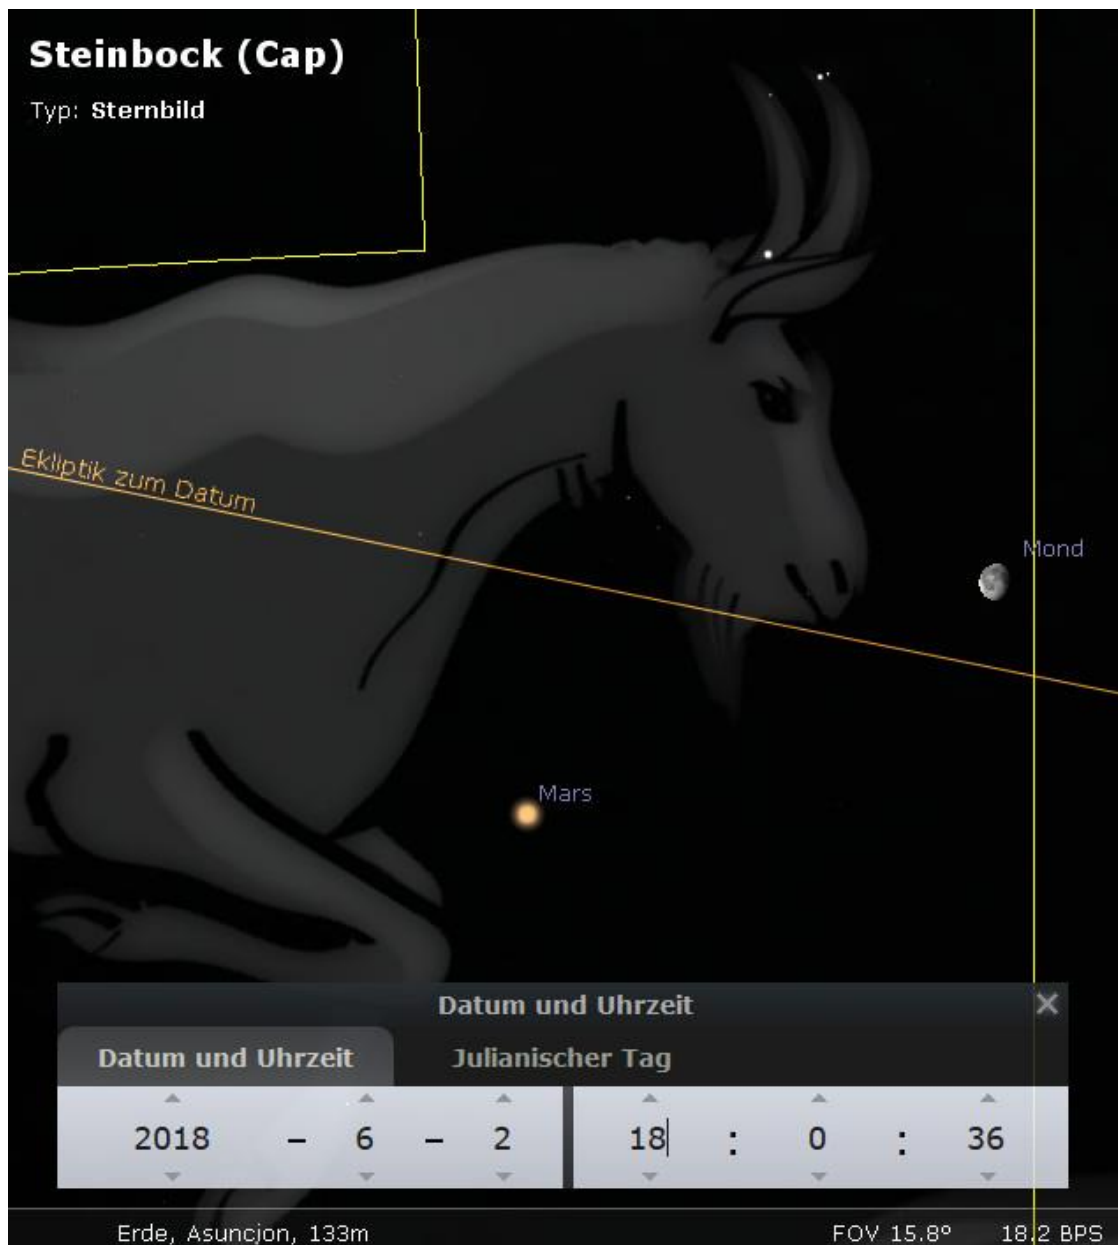 Steinbock (Cap)
Typ: Sternbild
Ekliptik zum Datum
Mond
Mars
Datum und Uhrzeit
Datum und Uhrzeit Julianischer Tag
2018 – 6 – 2 18 : 0 : 36
Erde, Asuncjon, 133m FOV 15.8° 18.2 BPS